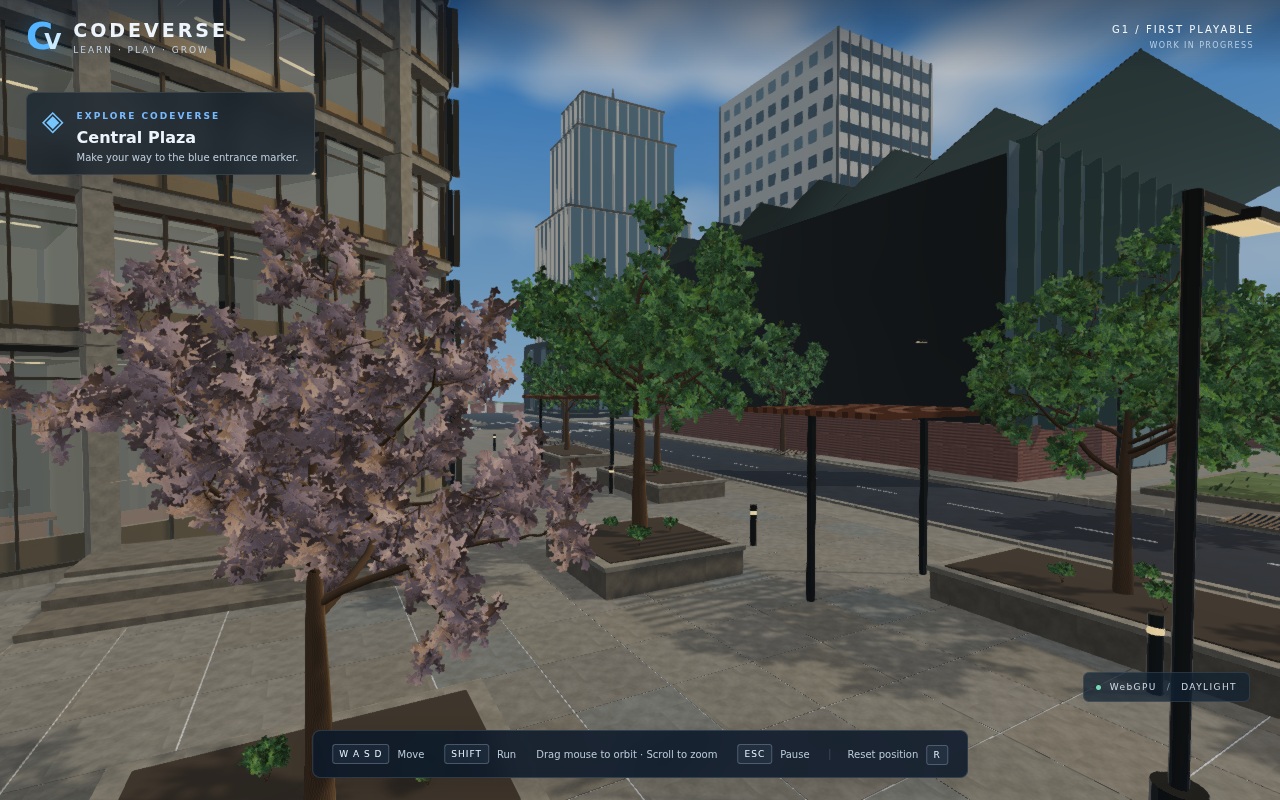 CV CODEVERSE
LEARN · PLAY · GROW
G1 / FIRST PLAYABLE
WORK IN PROGRESS
EXPLORE CODEVERSE
Central Plaza
Make your way to the blue entrance marker.
WebGPU / DAYLIGHT
W A S D Move SHIFT Run Drag mouse to orbit · Scroll to zoom ESC Pause | Reset position R